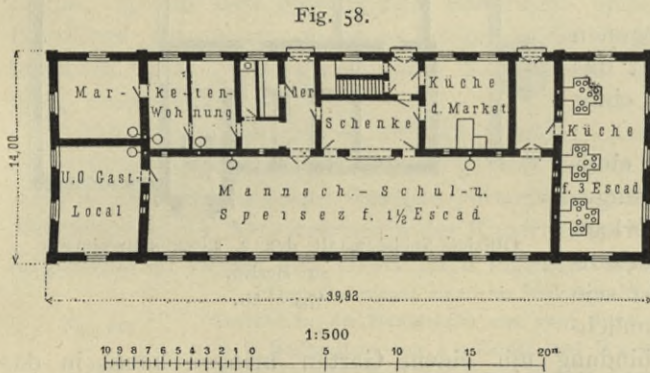 Fig. 58.
Mar-
ke-
ten-
der
Woh
nung
Küche
d. Market.
Schenke
Küche
f. 3 Escad
U,O Gast-
Local
Mannsch.- Schul- u.
Speisez f. 1½ Escad
14,00
39,92
1:500
10 9 8 7 6 5 4 3 2 1 0 5 10 15 20 m.